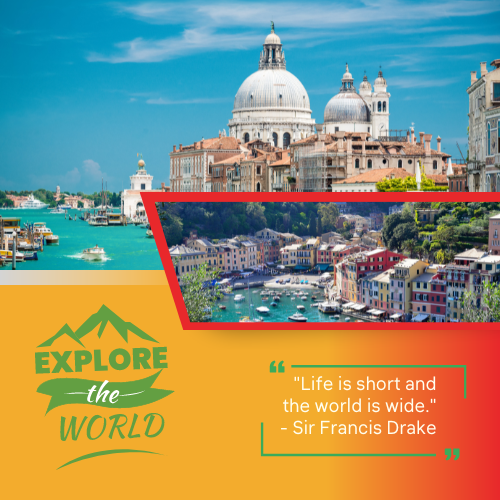 EXPLORE
the
WORLD
"Life is short and
the world is wide."
- Sir Francis Drake